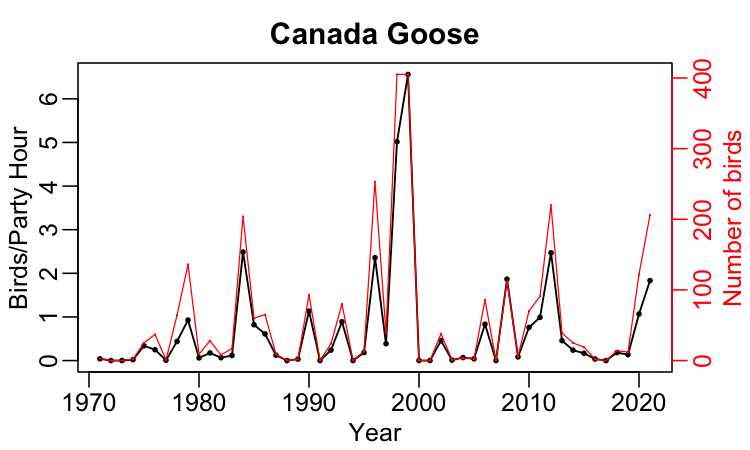 Canada Goose
Birds/Party Hour
0 1 2 3 4 5 6
0 100 200 300 400
Number of birds
1970 1980 1990 2000 2010 2020
Year